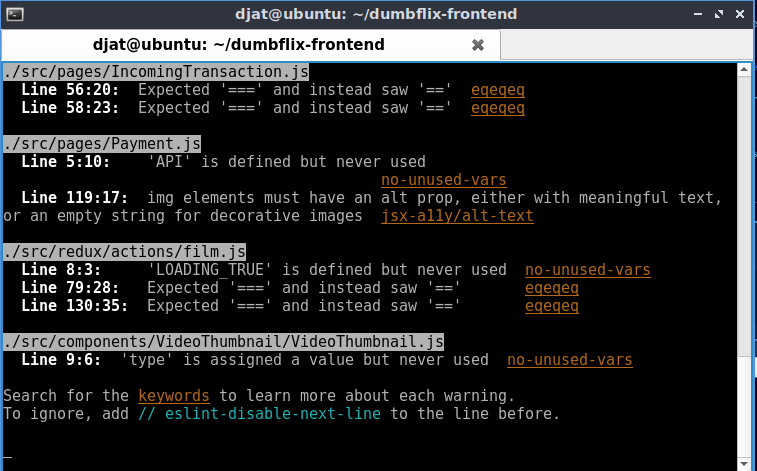 djat@ubuntu: ~/dumbflix-frontend
djat@ubuntu: ~/dumbflix-frontend
./src/pages/IncomingTransaction.js
Line 56:20: Expected '===' and instead saw '==' eqeqeq
Line 58:23: Expected '===' and instead saw '==' eqeqeq
./src/pages/Payment.js
Line 5:10: 'API' is defined but never used
no-unused-vars
Line 119:17: img elements must have an alt prop, either with meaningful text,
or an empty string for decorative images jsx-a11y/alt-text
./src/redux/actions/film.js
Line 8:3: 'LOADING_TRUE' is defined but never used no-unused-vars
Line 79:28: Expected '===' and instead saw '==' eqeqeq
Line 130:35: Expected '===' and instead saw '==' eqeqeq
./src/components/VideoThumbnail/VideoThumbnail.js
Line 9:6: 'type' is assigned a value but never used no-unused-vars
Search for the keywords to learn more about each warning.
To ignore, add // eslint-disable-next-line to the line before.